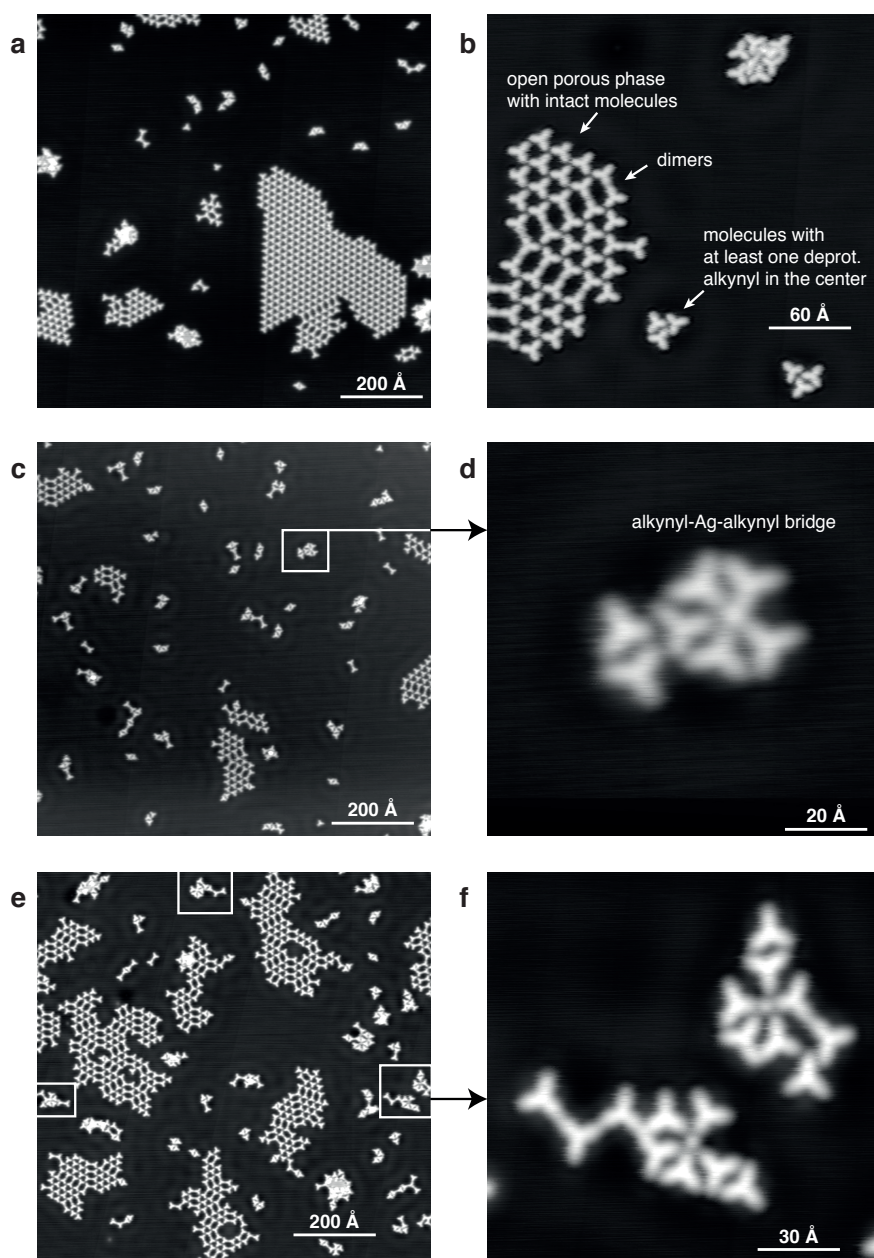 a
200 Å
b
open porous phase
with intact molecules
dimers
molecules with
at least one deprot.
alkynyl in the center
60 Å
c
200 Å
d
alkynyl-Ag-alkynyl bridge
20 Å
e
200 Å
f
30 Å